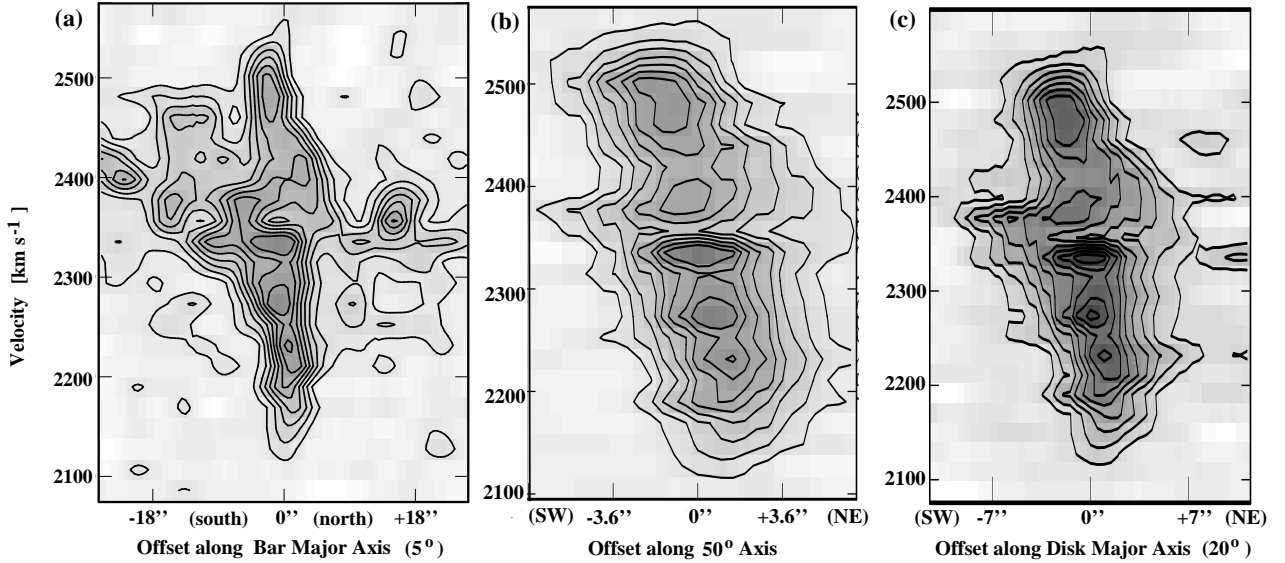 (a)
(b)
(c)
Velocity [km s -1 ]
2500
2400
2300
2200
2100
2500
2400
2300
2200
2100
2500
2400
2300
2200
2100
-18’’ (south) 0’’ (north) +18’’
(SW) -3.6’’ 0’’ +3.6’’ (NE)
(SW) -7’’ 0’’ +7’’ (NE)
Offset along Bar Major Axis (5 o )
Offset along 50 o Axis
Offset along Disk Major Axis (20 o )